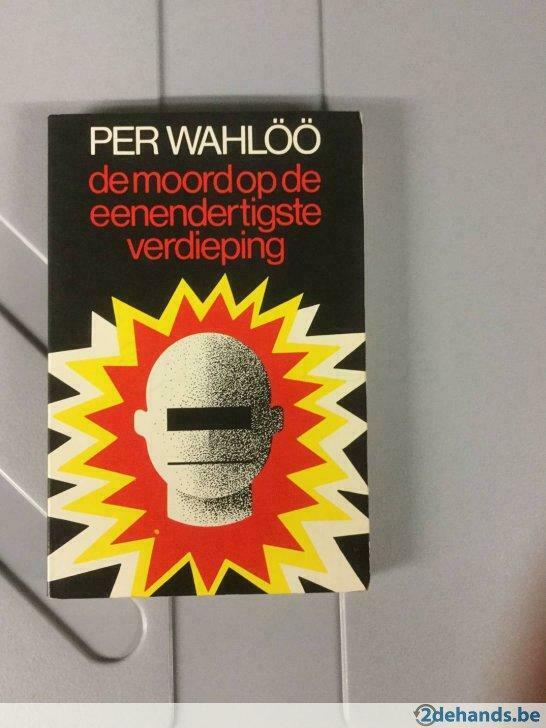 PER WAHLÖÖ
de moord op de
eenendertigste
verdieping
2dehands.be